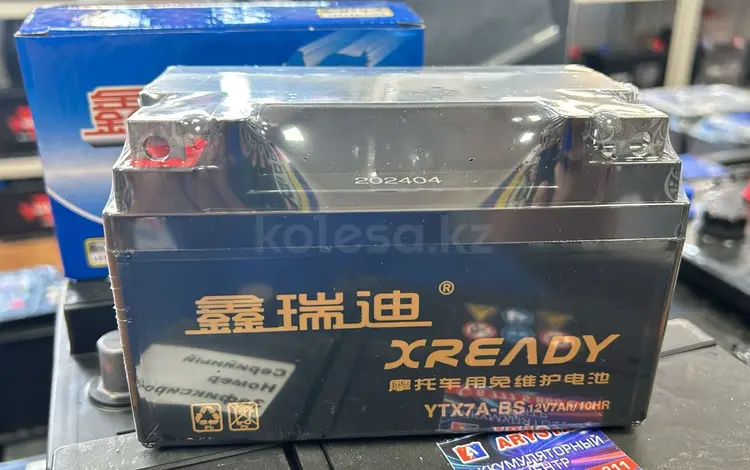 鑫
202404
kolesa.kz
鑫瑞迪®
XREADY
摩托车用免维护电池
YTX7A-BS 12V7Ah/10HR
Серийный
Номер